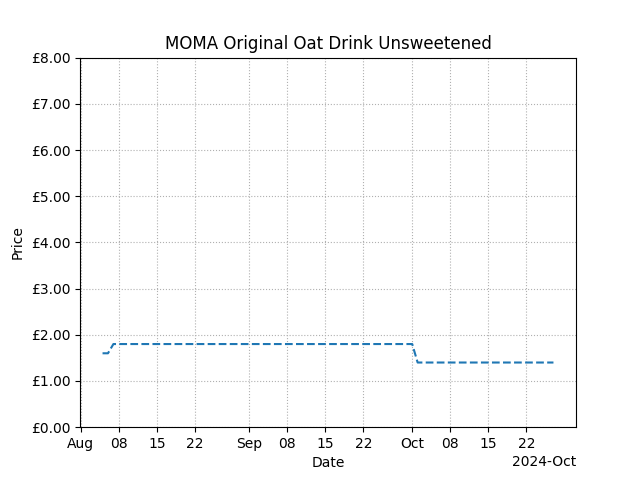 MOMA Original Oat Drink Unsweetened
£8.00
£7.00
£6.00
£5.00
£4.00
£3.00
£2.00
£1.00
£0.00
Price
Aug 08 15 22 Sep 08 15 22 Oct 08 15 22
Date
2024-Oct